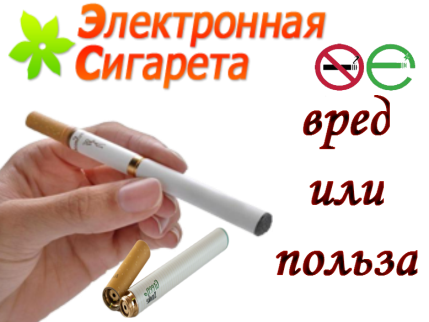 Электронная
Сигарета
вред
или
польза